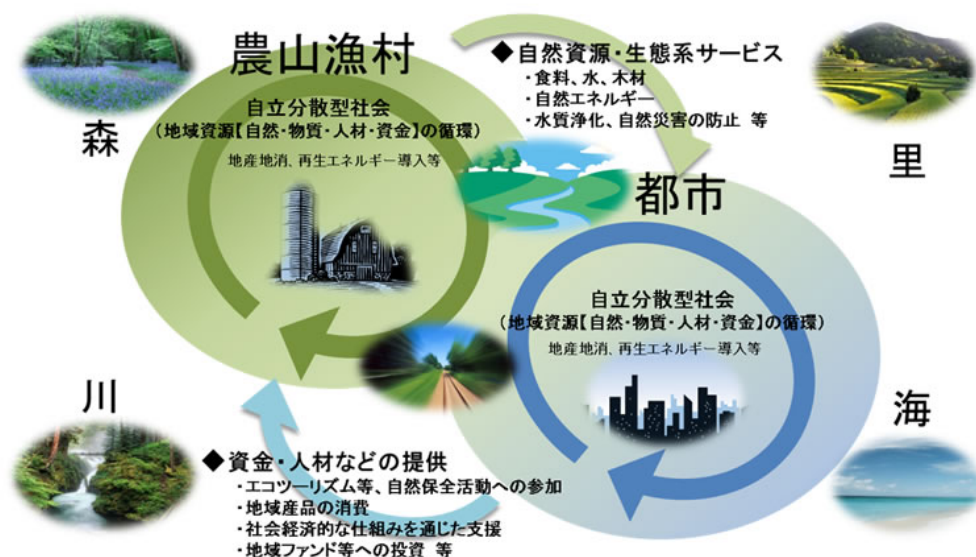 農山漁村
自立分散型社会
（地域資源【自然・物質・人材・資金】の循環）
地産地消、再生エネルギー導入等
森
◆自然資源・生態系サービス
・食料、水、木材
・自然エネルギー
・水質浄化、自然災害の防止 等
里
都市
自立分散型社会
（地域資源【自然・物質・人材・資金】の循環）
地産地消、再生エネルギー導入等
川
海
◆資金・人材などの提供
・エコツーリズム等、自然保全活動への参加
・地域産品の消費
・社会経済的な仕組みを通じた支援
・地域ファンド等への投資 等